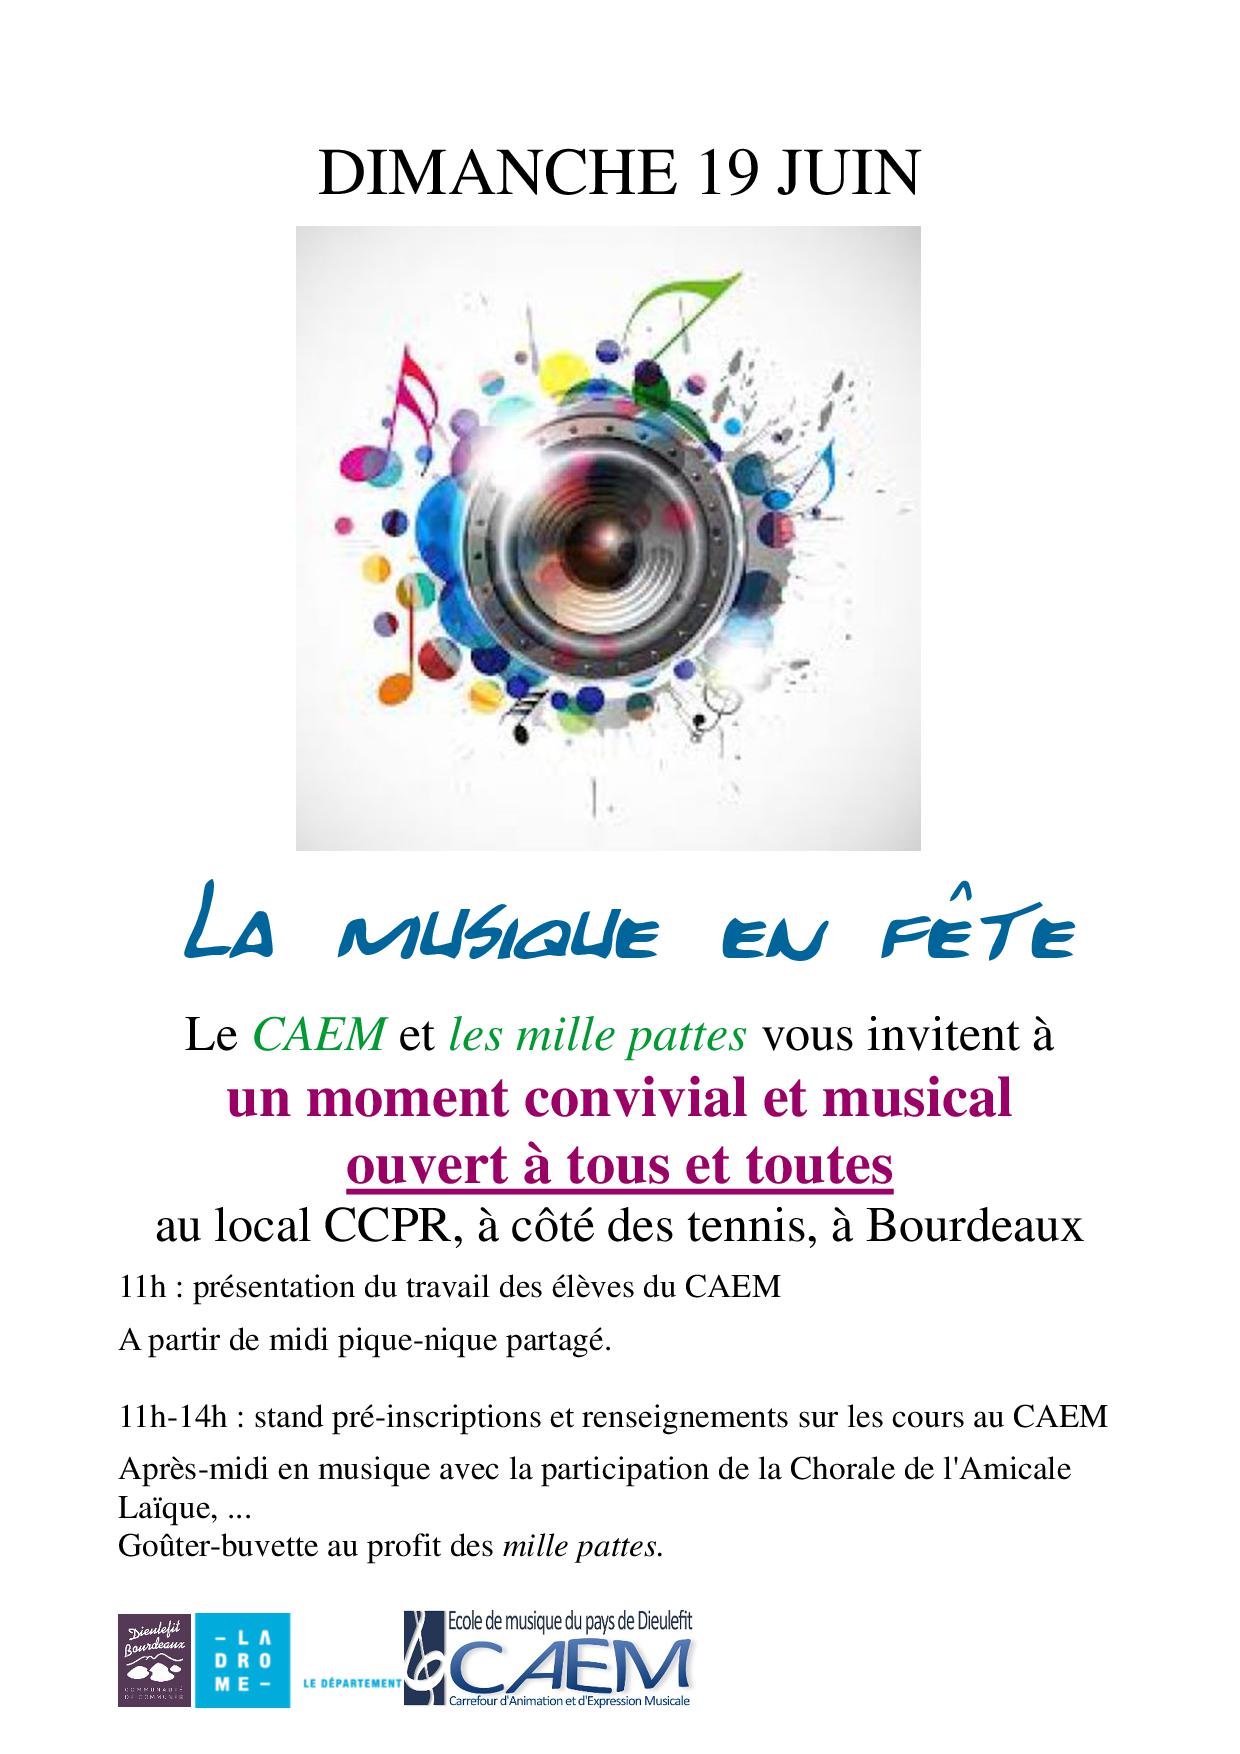 DIMANCHE 19 JUIN
La musique en fête
Le CAEM et les mille pattes vous invitent à
un moment convivial et musical
ouvert à tous et toutes
au local CCPR, à côté des tennis, à Bourdeaux
11h : présentation du travail des élèves du CAEM
A partir de midi pique-nique partagé.
11h-14h : stand pré-inscriptions et renseignements sur les cours au CAEM
Après-midi en musique avec la participation de la Chorale de l'Amicale
Laïque, ...
Goûter-buvette au profit des mille pattes.
Dieulefit
Bourdeaux
COMMUNAUTÉ
DE COMMUNES
– L A
D R O
M E –
LE DÉPARTEMENT
Ecole de musique du pays de Dieulefit
CAEM
Carrefour d'Animation et d'Expression Musicale